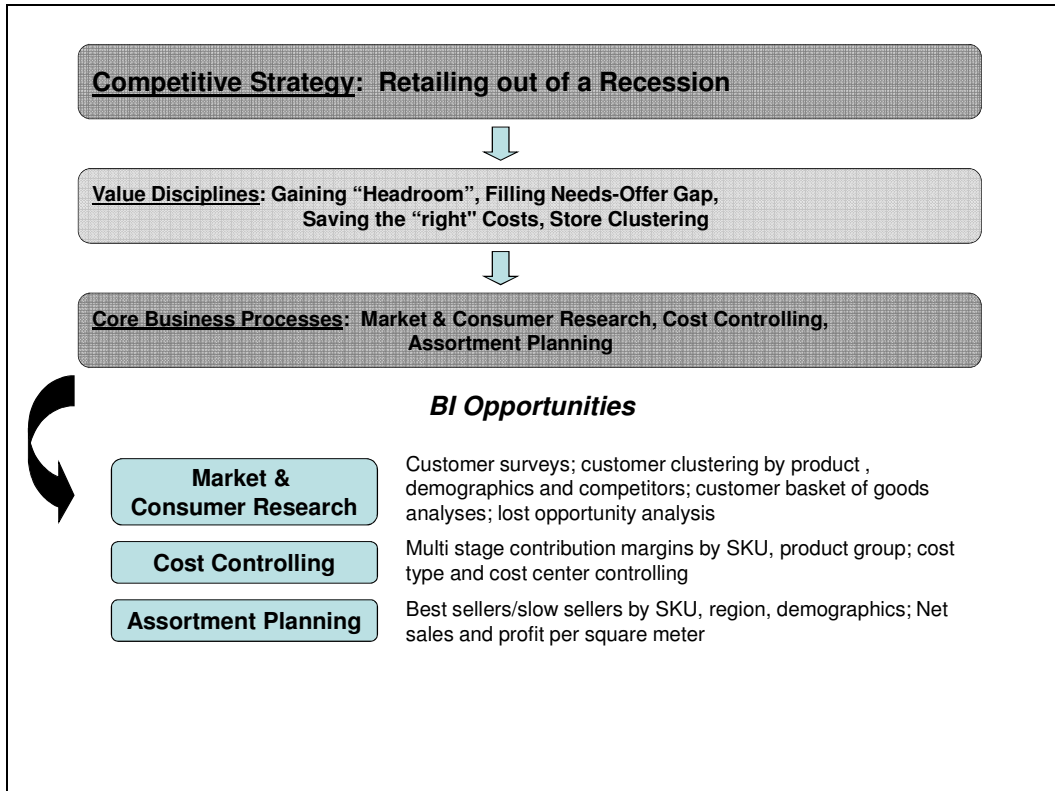 Competitive Strategy: Retailing out of a Recession
Value Disciplines: Gaining “Headroom”, Filling Needs-Offer Gap,
Saving the “right" Costs, Store Clustering
Core Business Processes: Market & Consumer Research, Cost Controlling,
Assortment Planning
BI Opportunities
Market &
Consumer Research
Customer surveys; customer clustering by product ,
demographics and competitors; customer basket of goods
analyses; lost opportunity analysis
Cost Controlling
Multi stage contribution margins by SKU, product group; cost
type and cost center controlling
Assortment Planning
Best sellers/slow sellers by SKU, region, demographics; Net
sales and profit per square meter